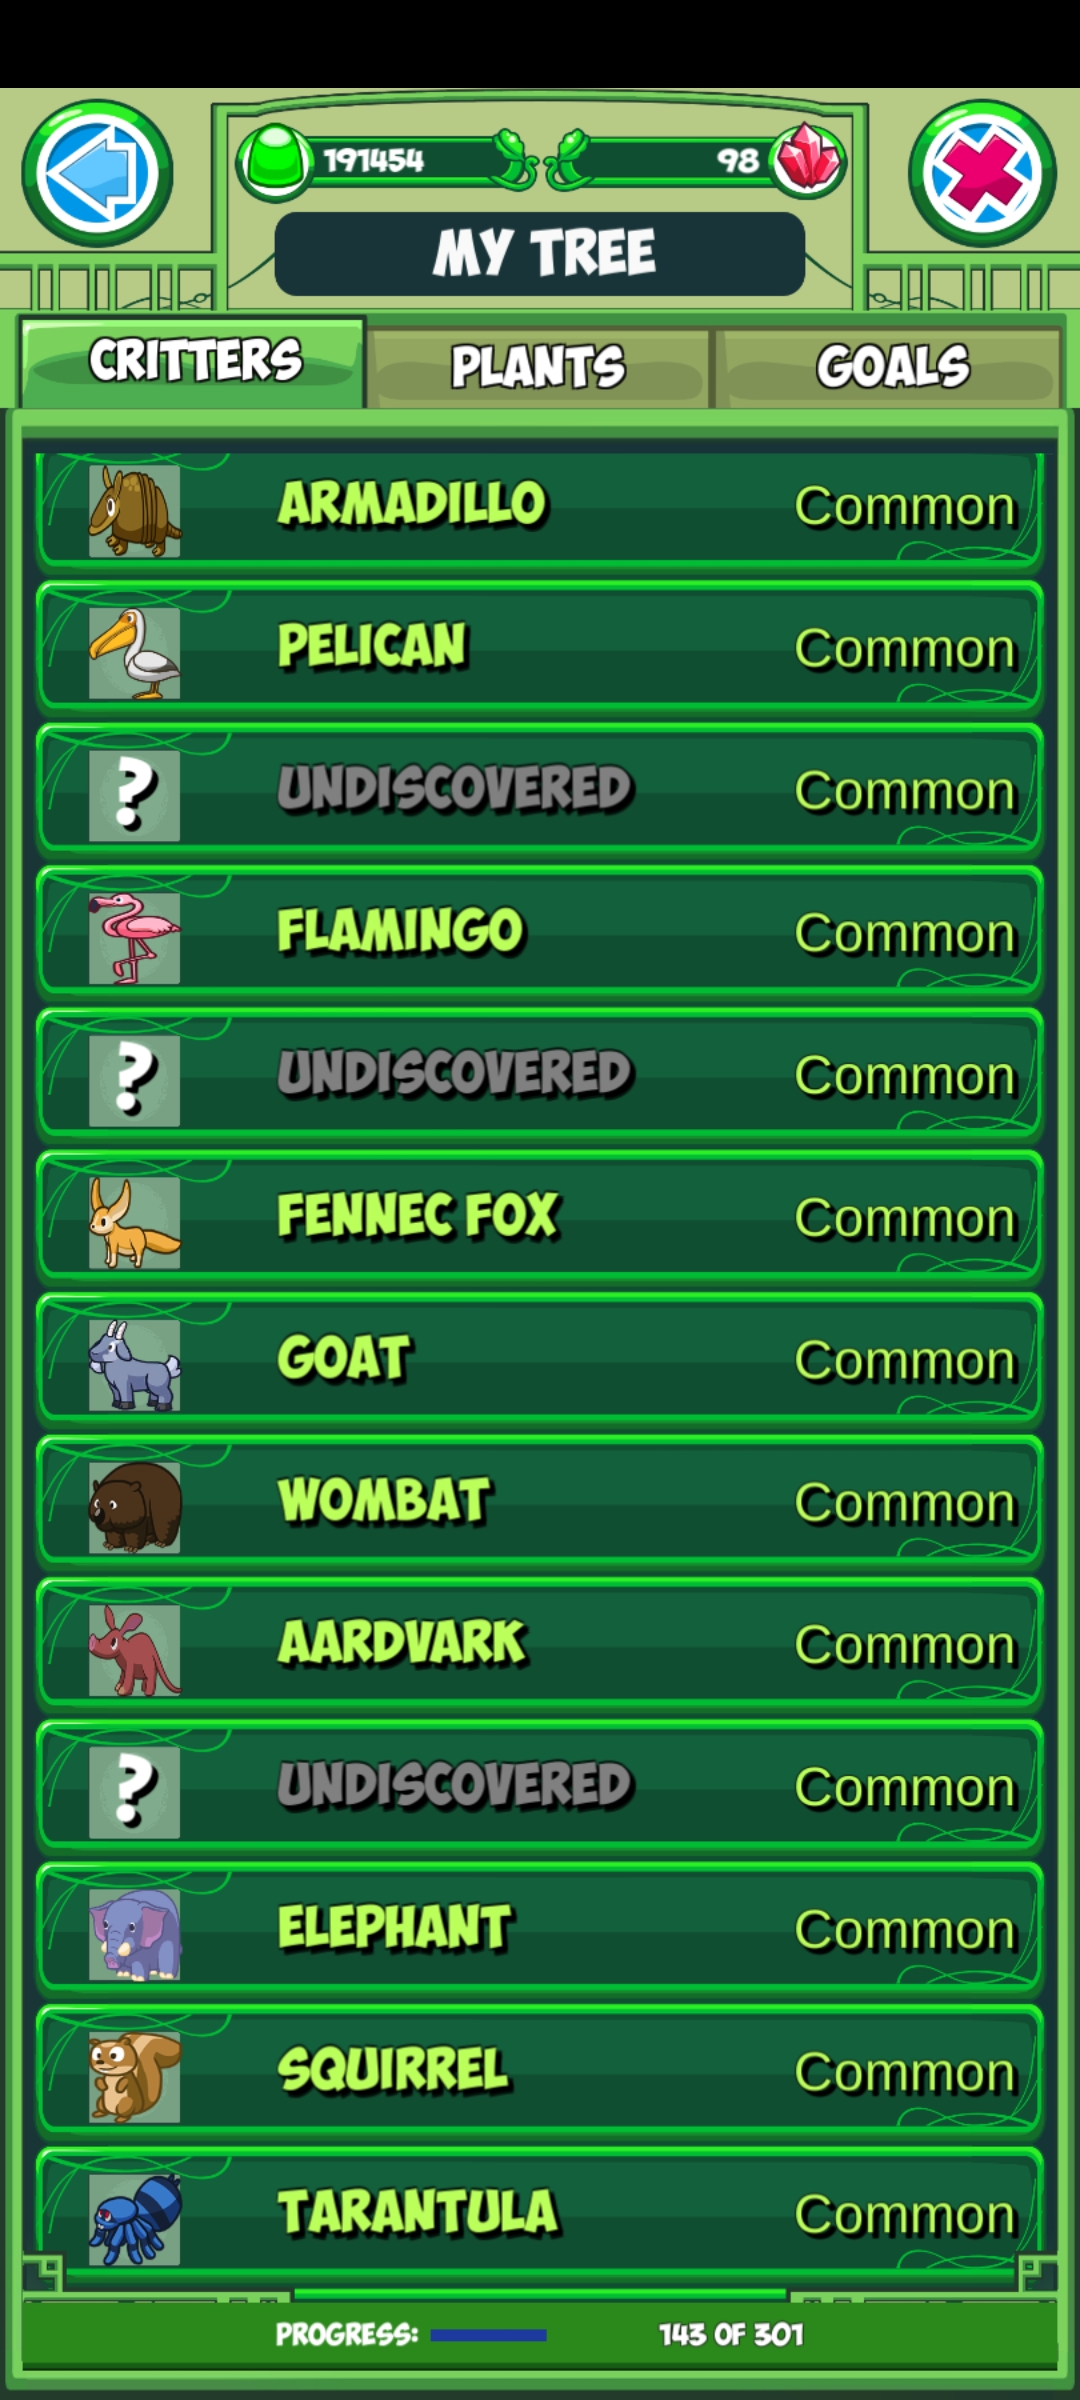 191454
98
MY TREE
CRITTERS
PLANTS
GOALS
ARMADILLO Common
PELICAN Common
? UNDISCOVERED Common
FLAMINGO Common
? UNDISCOVERED Common
FENNEC FOX Common
GOAT Common
WOMBAT Common
AARDVARK Common
? UNDISCOVERED Common
ELEPHANT Common
SQUIRREL Common
TARANTULA Common
PROGRESS: 143 OF 301